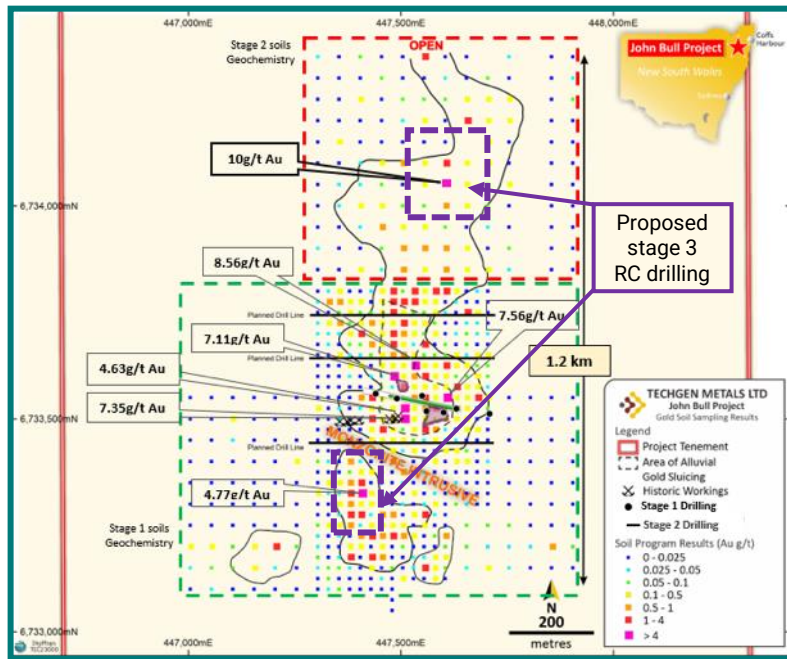 447,000mE
447,500mE
448,000mE
Stage 2 soils
Geochemistry
OPEN
John Bull Project
Coffs
Harbour
New South Wales
10g/t Au
6,734,000mN
Proposed
stage 3
RC drilling
8.56g/t Au
7.56g/t Au
Planned Drill Line
7.11g/t Au
Planned Drill Line
1.2 km
4.63g/t Au
7.35g/t Au
6,733,500mN
Planned Drill Line
MONZONITE INTRUSIVE
4.77g/t Au
Stage 1 soils
Geochemistry
TECHGEN METALS LTD
John Bull Project
Gold Soil Sampling Results
Legend
Project Tenement
Area of Alluvial
Gold Sluicing
Historic Workings
Stage 1 Drilling
Stage 2 Drilling
Soil Program Results (Au g/t)
0 - 0.025
0.025 - 0.05
0.05 - 0.1
0.1 - 0.5
0.5 - 1
1 - 4
> 4
N
200
metres
6,733,000mN
447,000mE
447,500mE
448,000mE